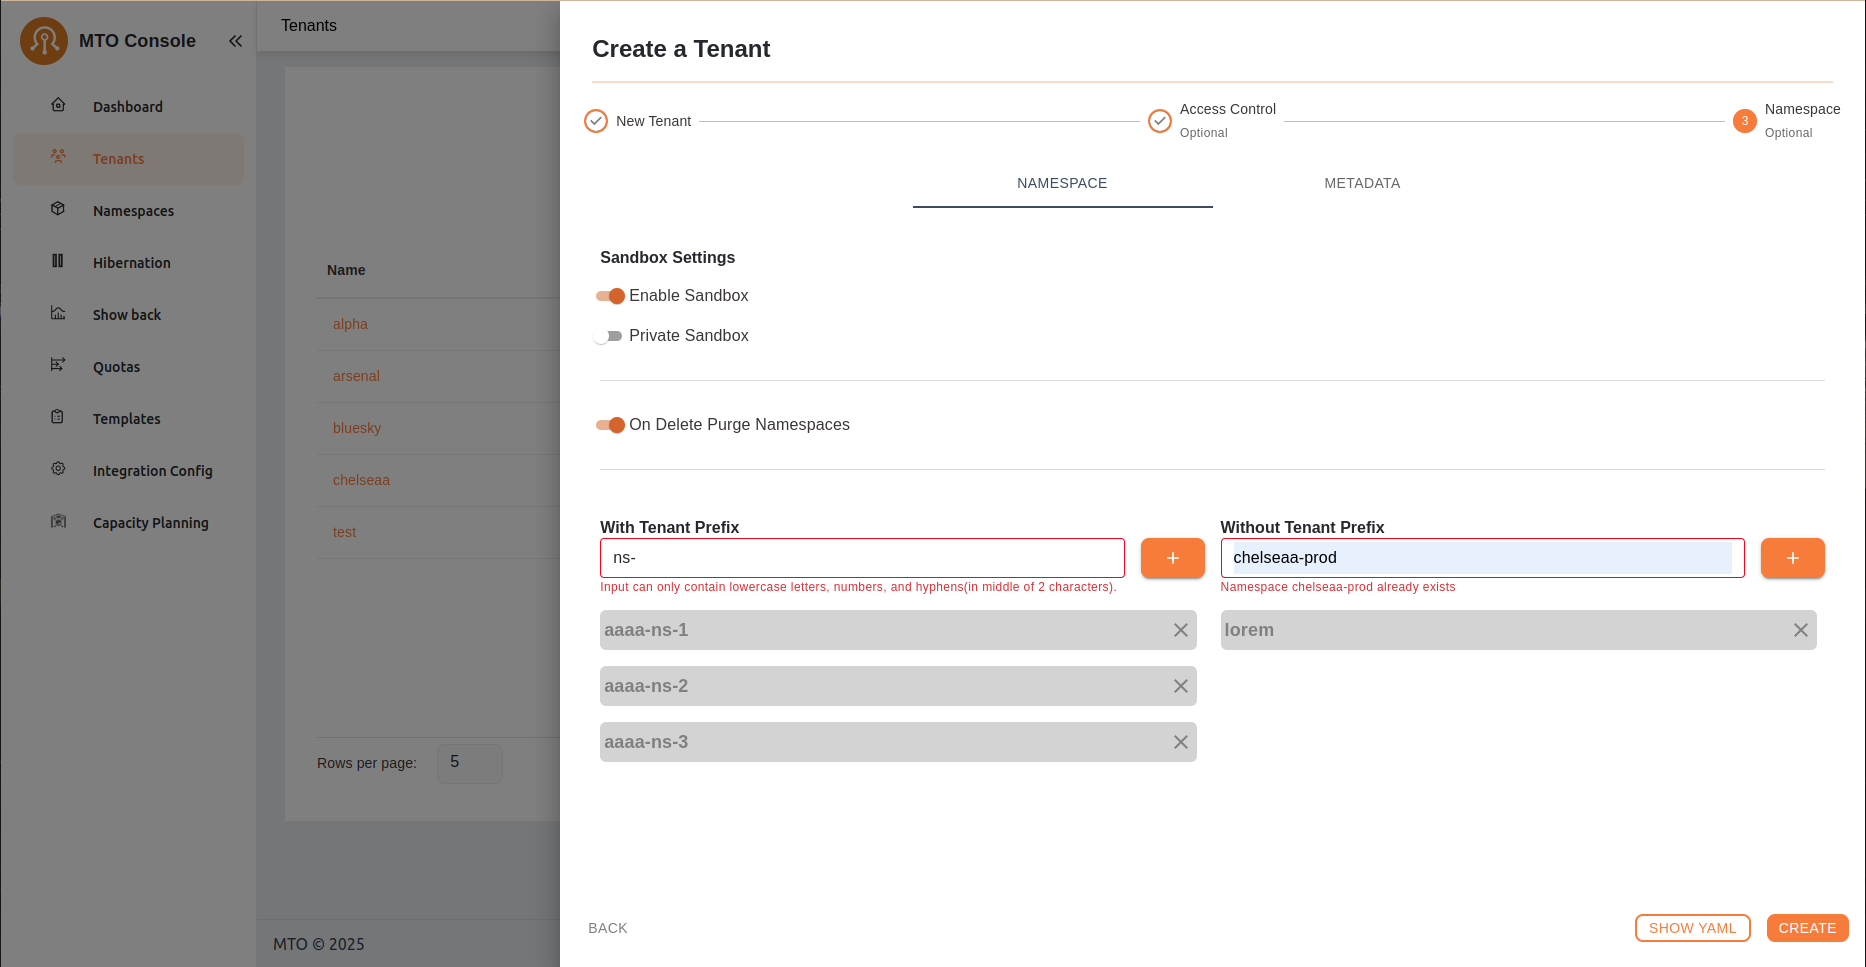 MTO Console
Dashboard
Tenants
Namespaces
Hibernation
Show back
Quotas
Templates
Integration Config
Capacity Planning
Tenants
Name
alpha
arsenal
bluesky
chelseaa
test
Rows per page:
5
MTO © 2025
Create a Tenant
New Tenant
Access Control
Optional
3
Namespace
Optional
NAMESPACE
METADATA
Sandbox Settings
Enable Sandbox
Private Sandbox
On Delete Purge Namespaces
With Tenant Prefix
ns-
+
Input can only contain lowercase letters, numbers, and hyphens(in middle of 2 characters).
aaaa-ns-1
aaaa-ns-2
aaaa-ns-3
Without Tenant Prefix
chelseaa-prod
+
Namespace chelseaa-prod already exists
lorem
BACK
SHOW YAML
CREATE